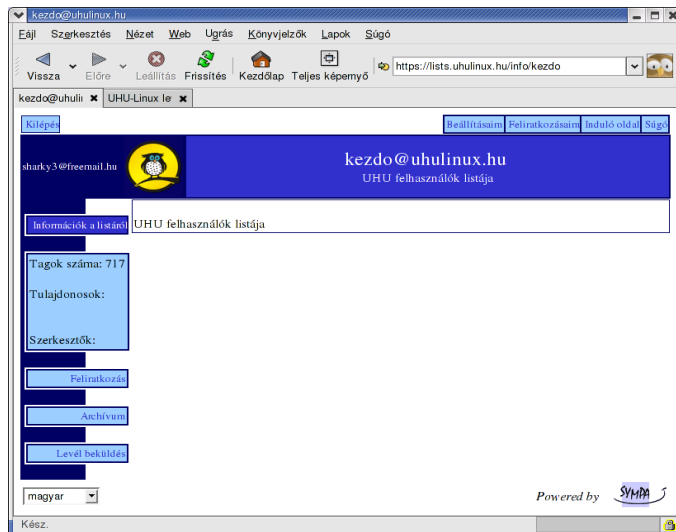 kezdo@uhulinux.hu
Fájl Szerkesztés Nézet Web Ugrás Könyvjelzők Lapok Súgó
Vissza Előre Leállítás Frissítés Kezdőlap Teljes képernyő https://lists.uhulinux.hu/info/kezdo
kezdo@uhulii UHU-Linux le
Kilépés Beállításaim Feliratkozásaim Induló oldal Súgó
sharky3@freemail.hu
kezdo@uhulinux.hu
UHU felhasználók listája
Információk a listáról
UHU felhasználók listája
Tagok száma: 717
Tulajdonosok:
Szerkesztők:
Feliratkozás
Archívum
Levél beküldés
magyar
Powered by SYMPA
Kész.